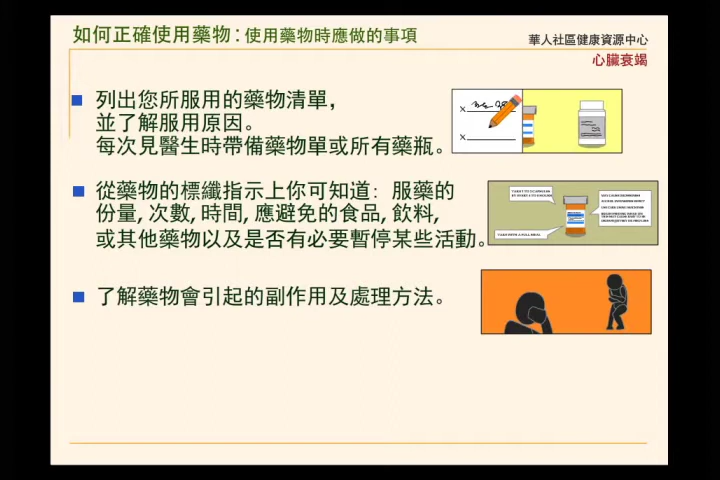 如何正確使用藥物：使用藥物時應做的事項
華人社區健康資源中心
心臟衰竭
列出您所服用的藥物清單，
並了解服用原因。
每次見醫生時帶備藥物單或所有藥瓶。
從藥物的標纖指示上你可知道：服藥的
份量, 次數, 時間, 應避免的食品, 飲料,
或其他藥物以及是否有必要暫停某些活動。
了解藥物會引起的副作用及處理方法。